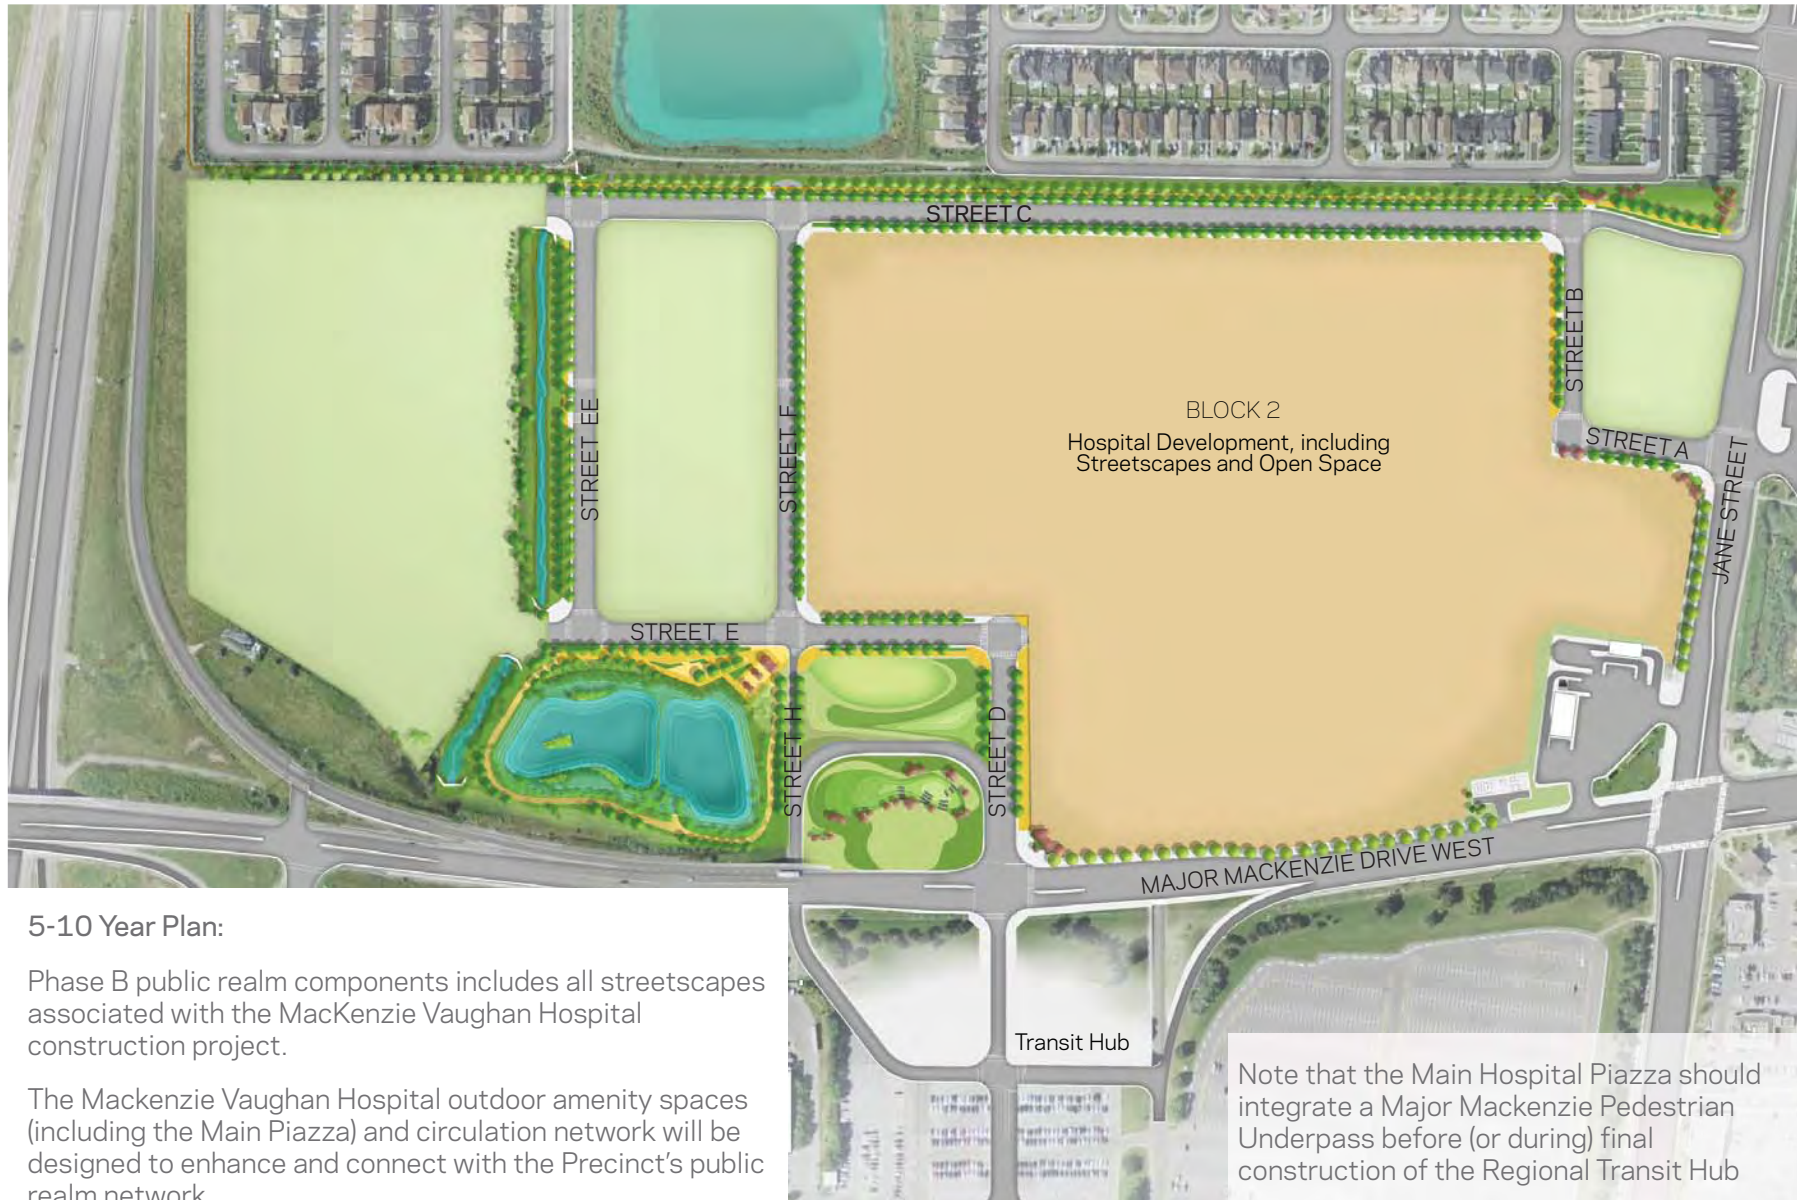 STREET C
STREET B
BLOCK 2
Hospital Development, including
Streetscapes and Open Space
STREET A
JANE STREET
STREET EE
STREET F
STREET E
STREET H
STREET D
MAJOR MACKENZIE DRIVE WEST
5-10 Year Plan:
Phase B public realm components includes all streetscapes
associated with the MacKenzie Vaughan Hospital
construction project.
The Mackenzie Vaughan Hospital outdoor amenity spaces
(including the Main Piazza) and circulation network will be
designed to enhance and connect with the Precinct's public
realm network
Transit Hub
Note that the Main Hospital Piazza should
integrate a Major Mackenzie Pedestrian
Underpass before (or during) final
construction of the Regional Transit Hub